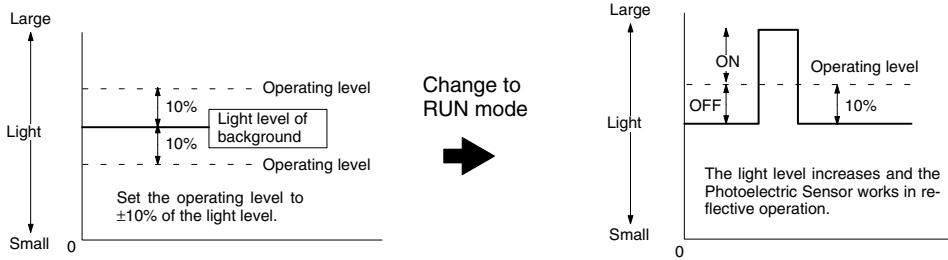 Large
Operating level
10%
Light level of
background
Light
10%
Operating level
Set the operating level to
±10% of the light level.
Small
0
Change to
RUN mode
Large
ON
Operating level
OFF
10%
Light
The light level increases and the
Photoelectric Sensor works in re-
flective operation.
Small
0